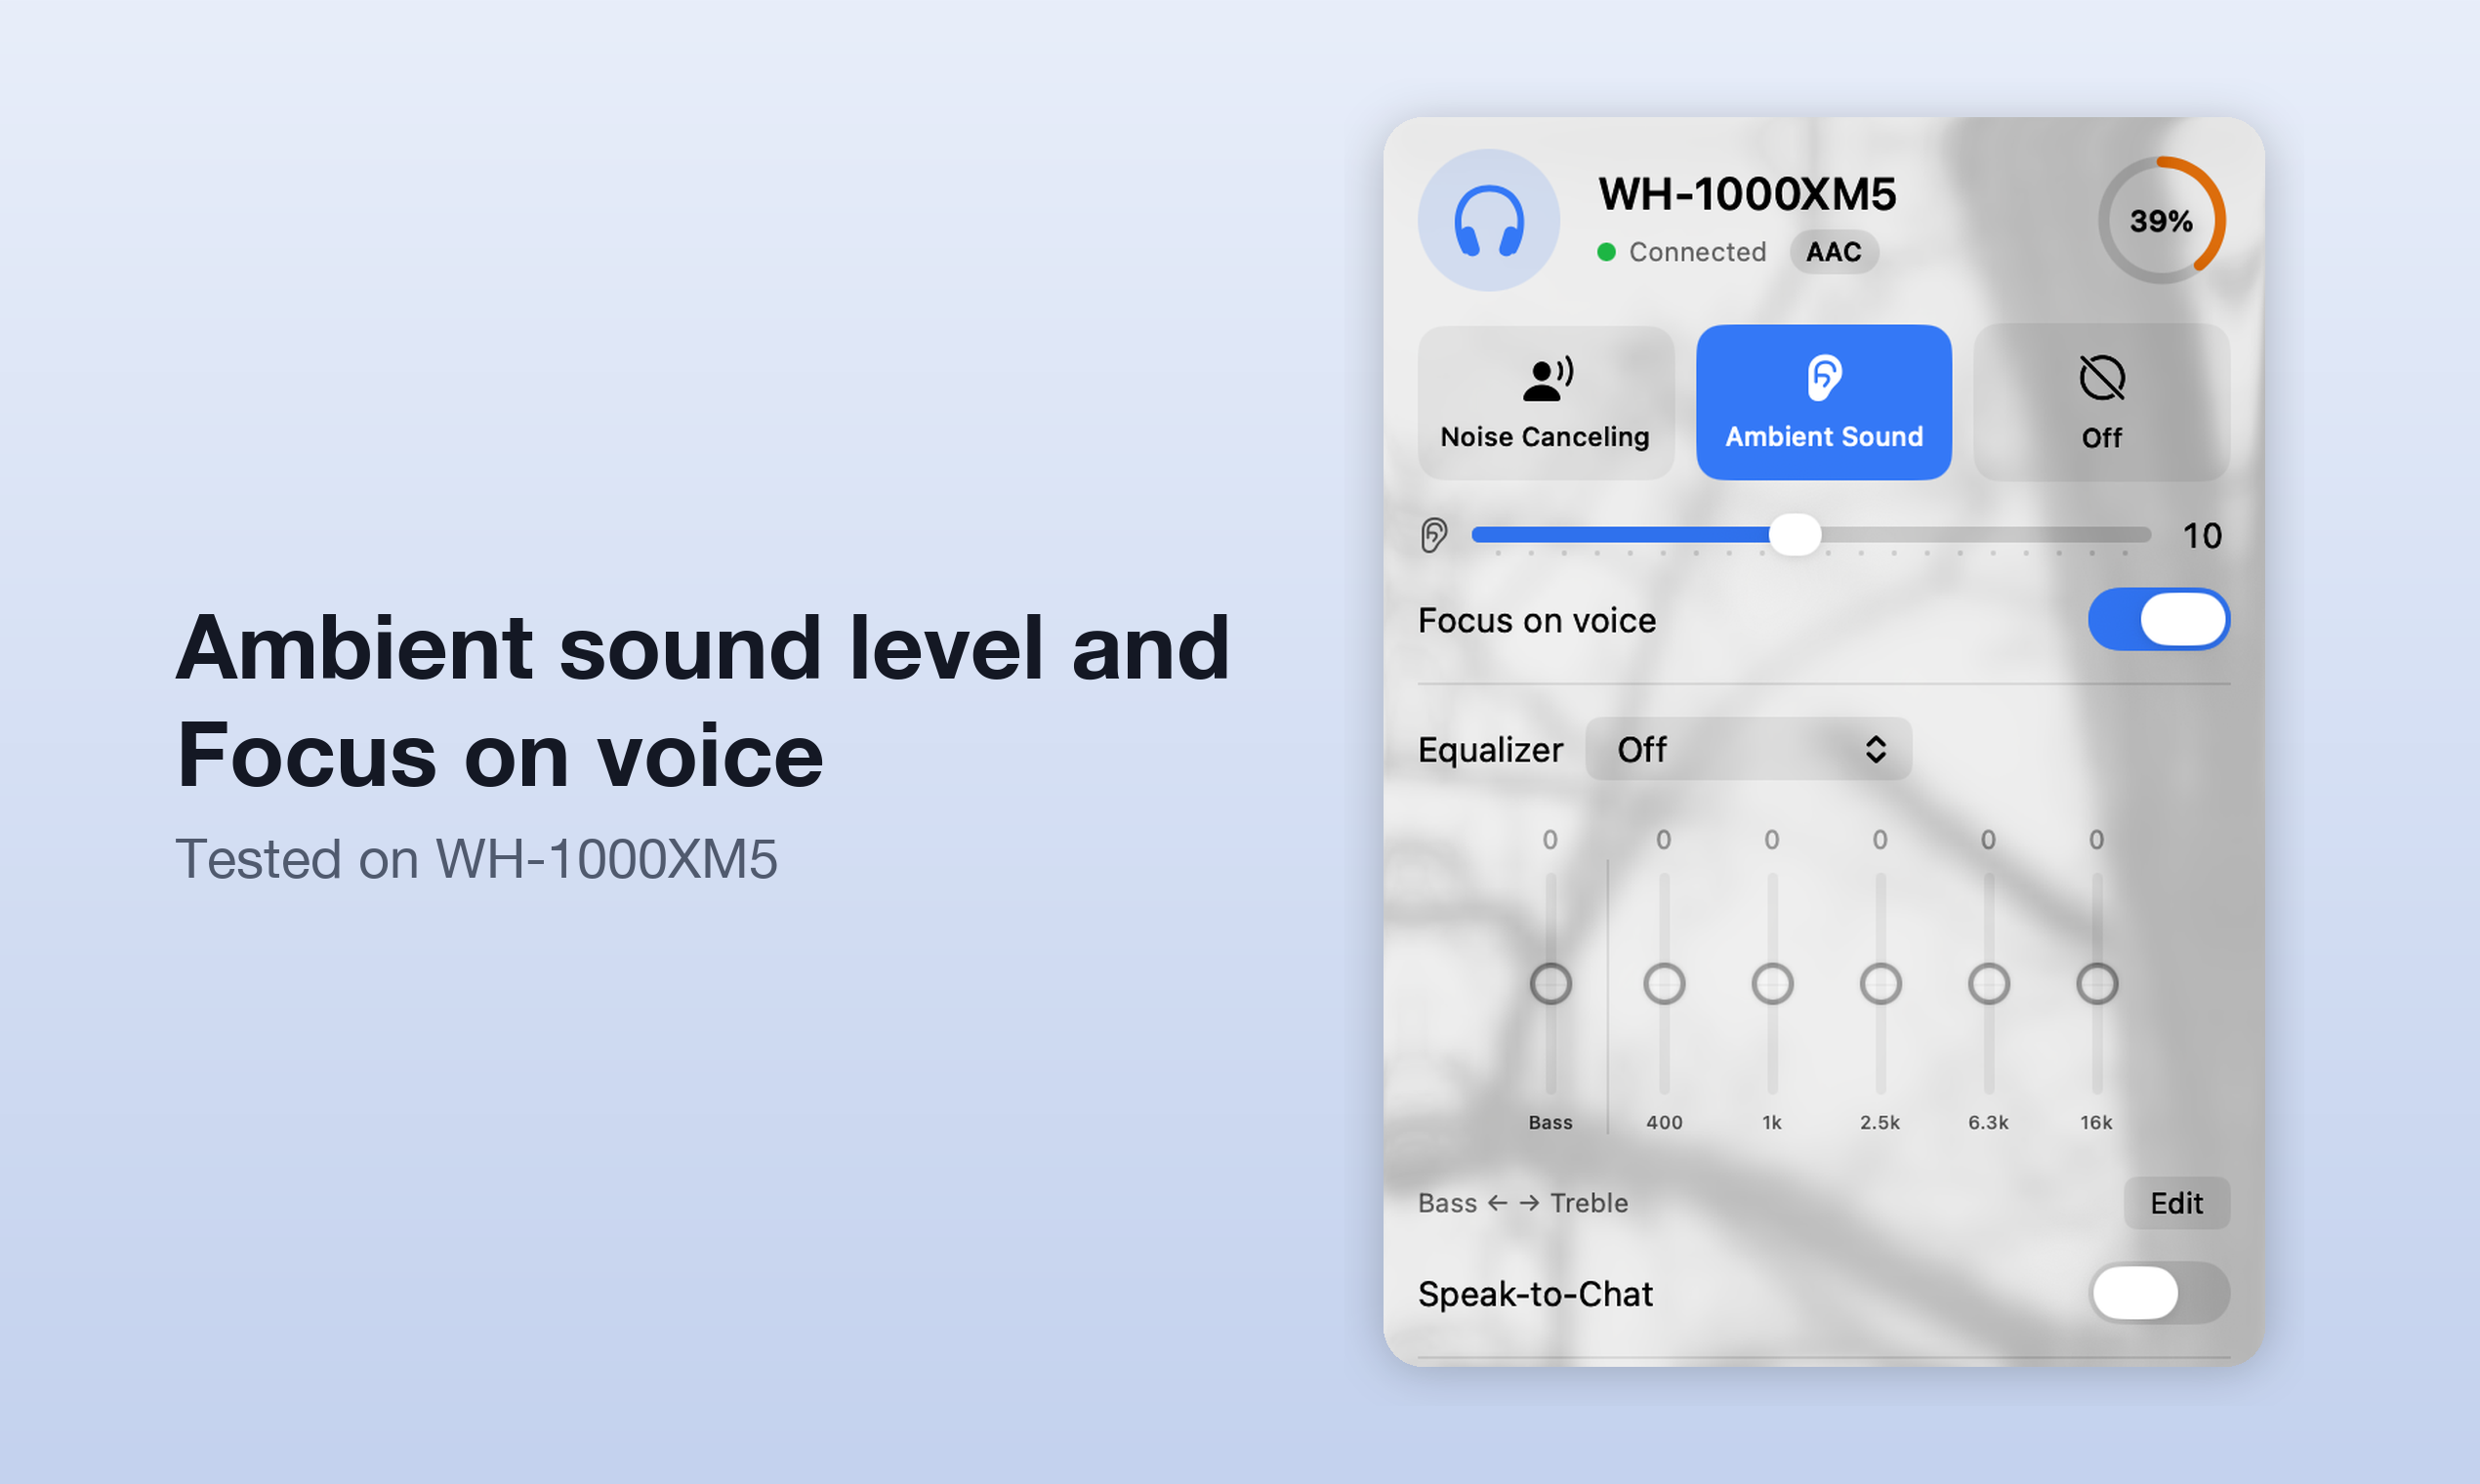 Ambient sound level and
Focus on voice
Tested on WH-1000XM5
WH-1000XM5
39%
Connected AAC
Noise Canceling
Ambient Sound
Off
10
Focus on voice
Equalizer Off
0 0 0 0 0 0
Bass 400 1k 2.5k 6.3k 16k
Bass ← → Treble
Edit
Speak-to-Chat